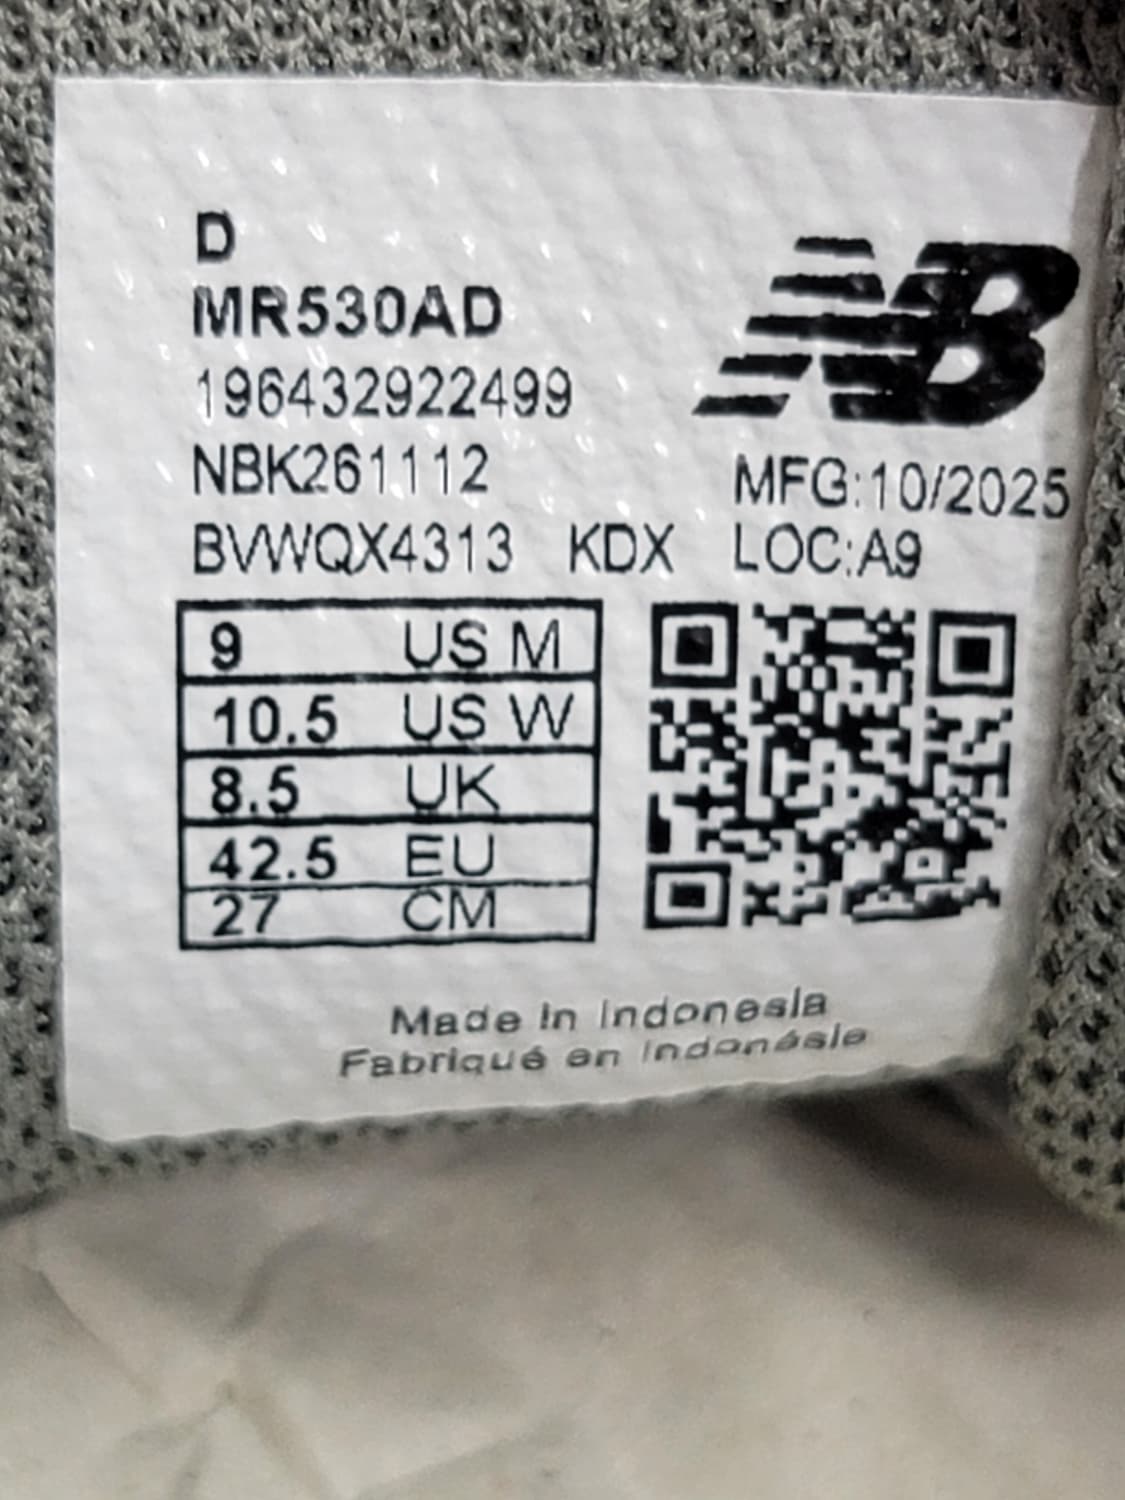 D
MR530AD
196432922499
NBK261112
MFG:10/2025
BVWQX4313 KDX LOC:A9
9 US M
10.5 US W
8.5 UK
42.5 EU
27 CM
NB
Made in Indonesia
Fabriqué en Indonésie